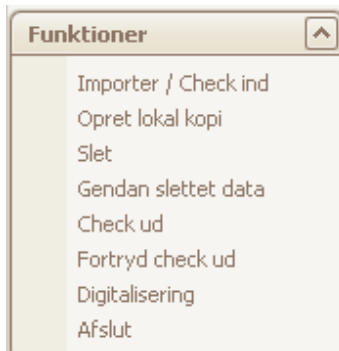 Funktioner
Importer / Check ind
Opret lokal kopi
Slet
Gendan slettet data
Check ud
Fortryd check ud
Digitalisering
Afslut